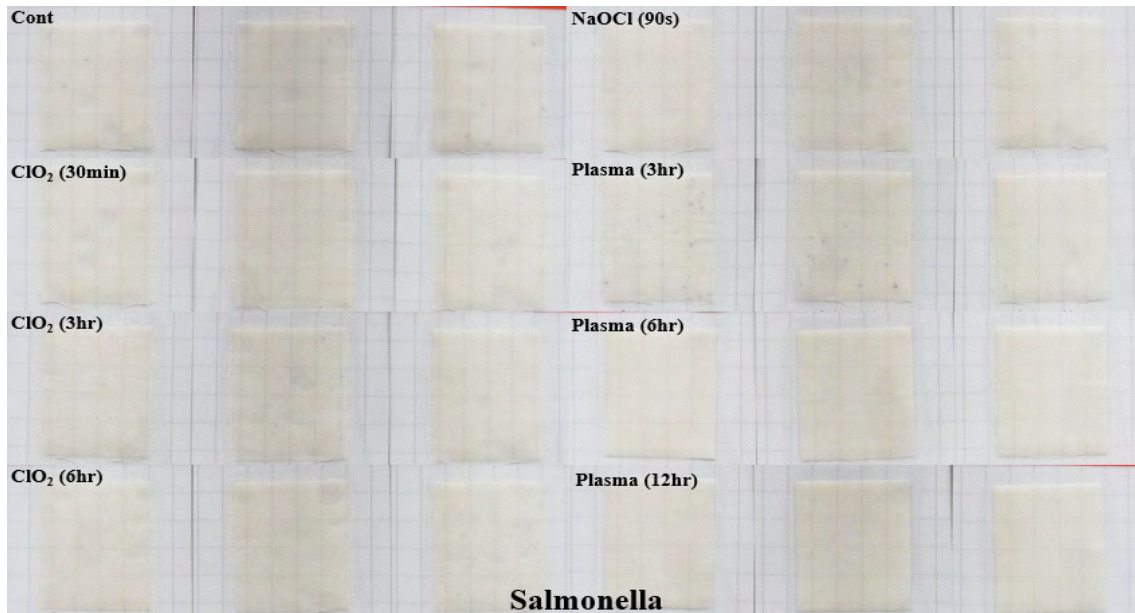 Cont
NaOCl (90s)
ClO₂ (30min)
Plasma (3hr)
ClO₂ (3hr)
Plasma (6hr)
ClO₂ (6hr)
Plasma (12hr)
Salmonella